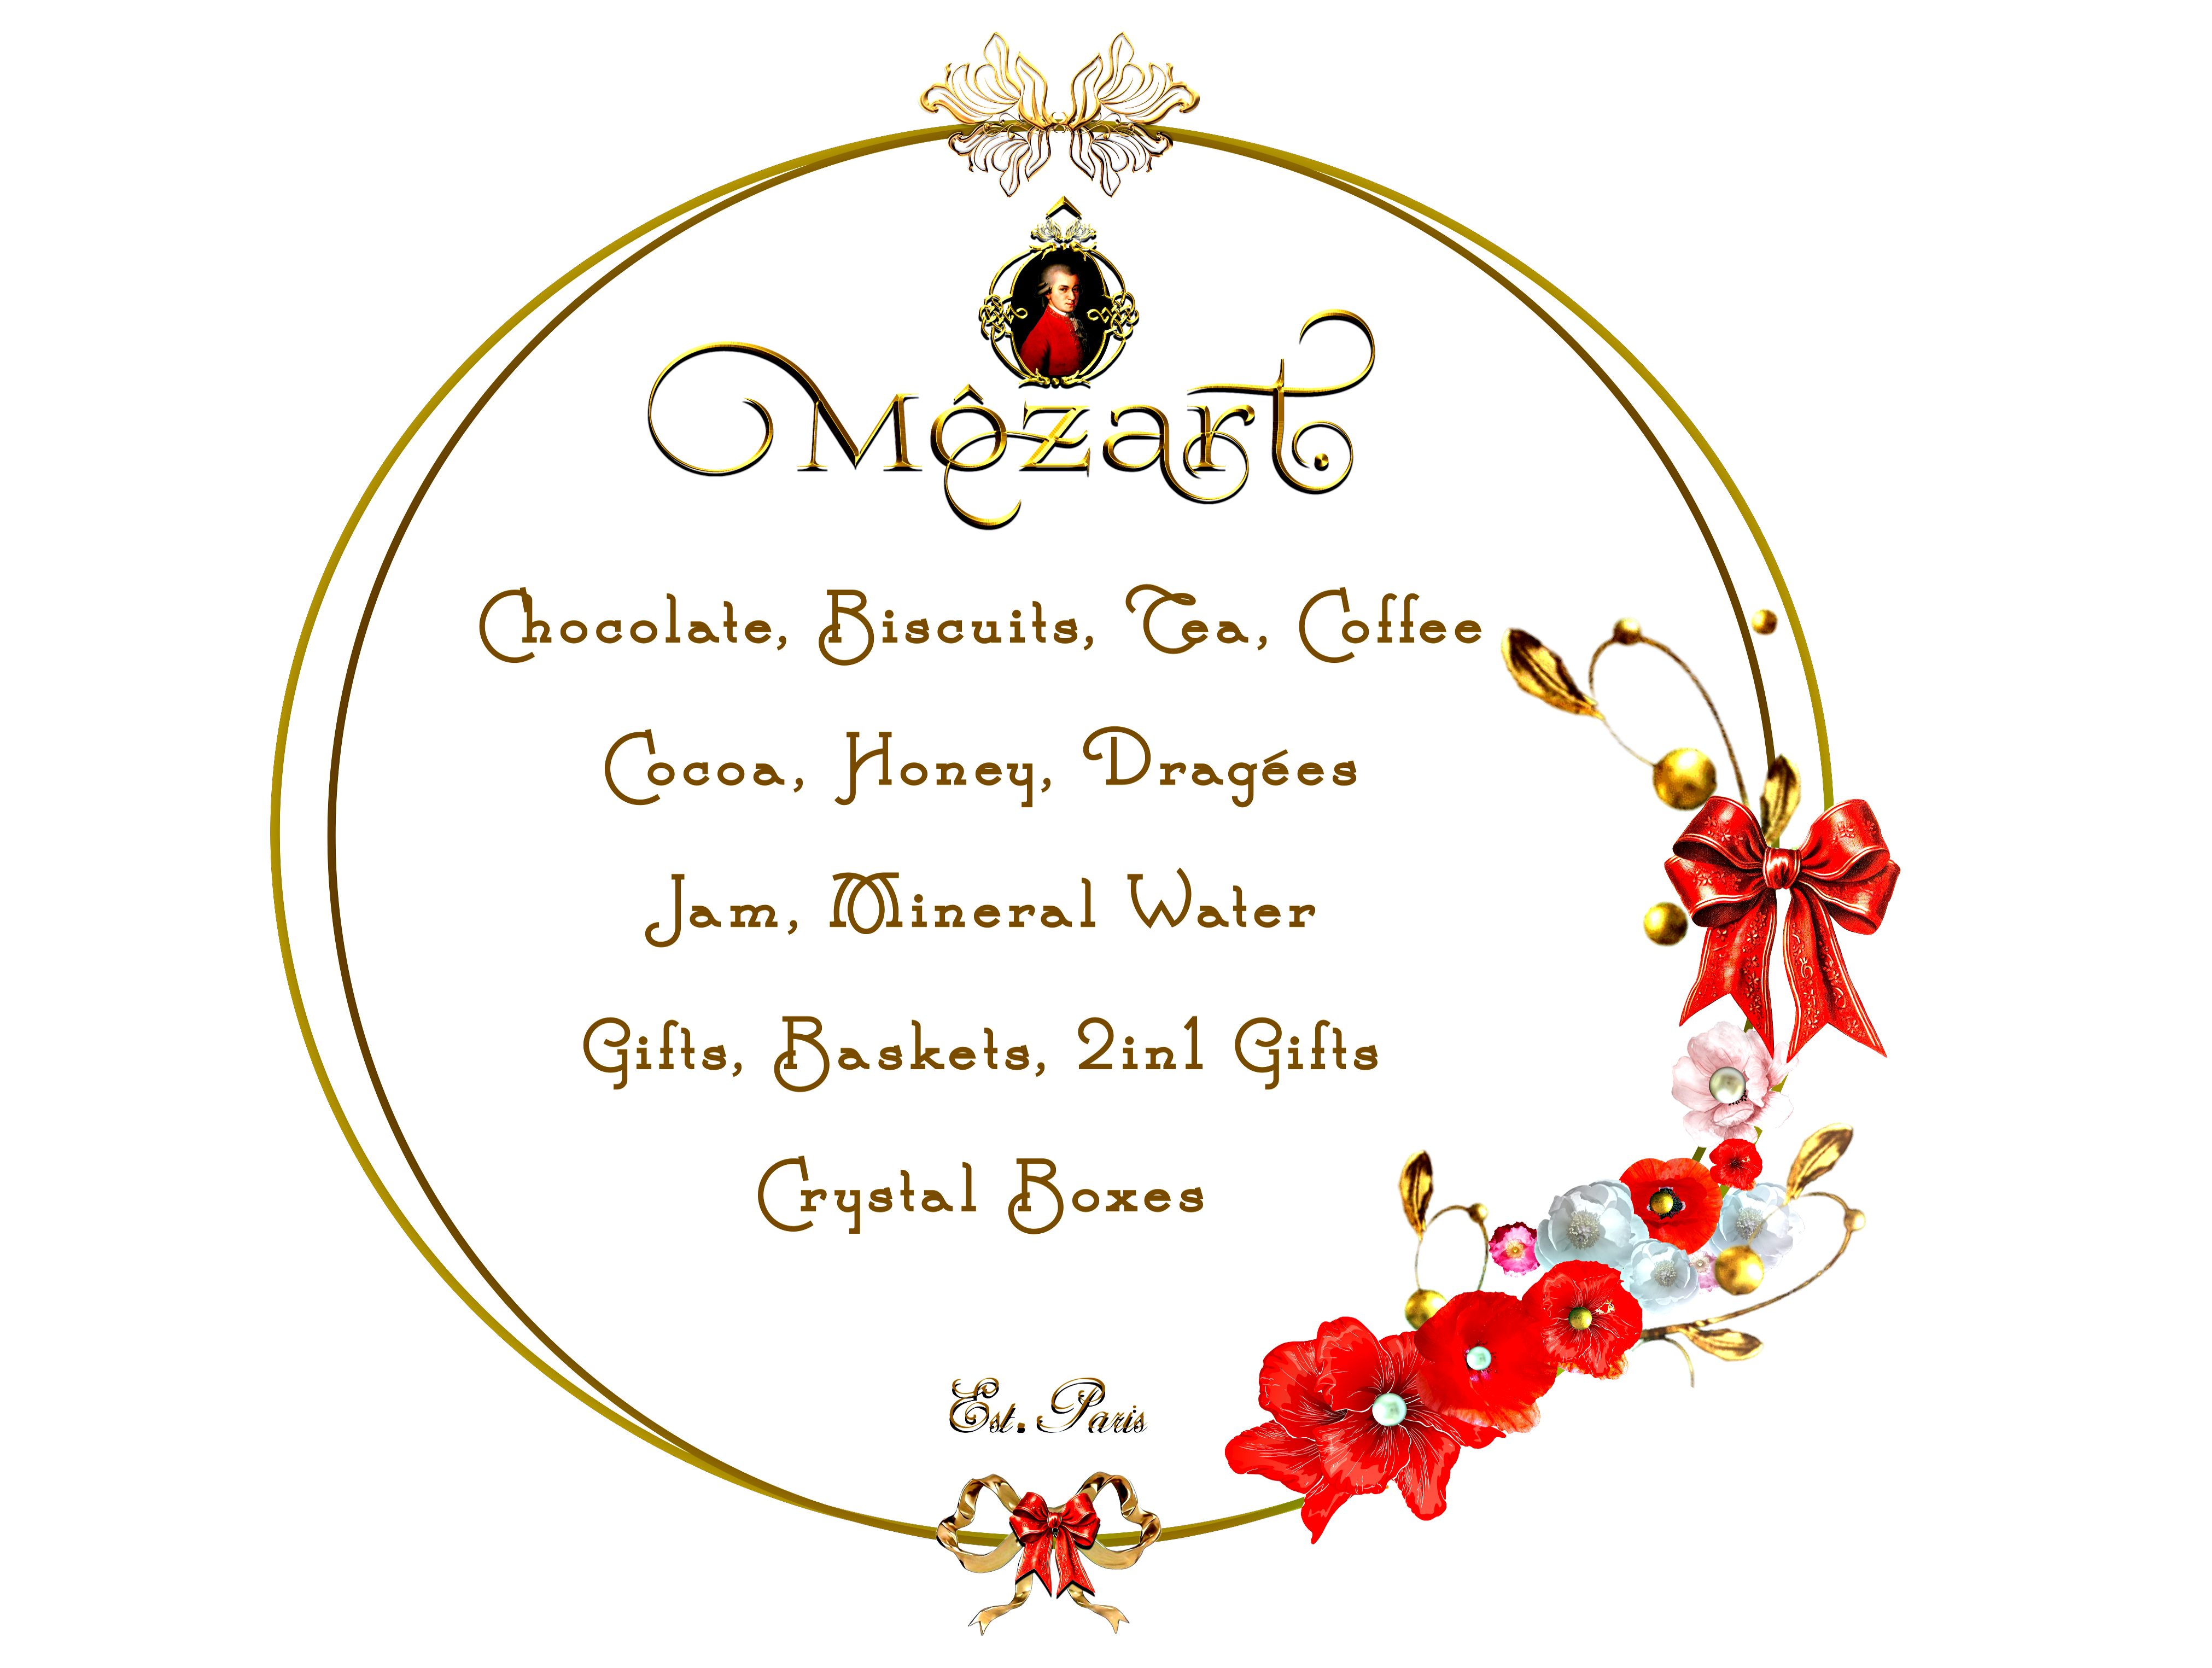 Môzart.
Chocolate, Biscuits, Tea, Coffee
Cocoa, Honey, Dragées
Jam, Mineral Water
Gifts, Baskets, 2in1 Gifts
Crystal Boxes
Est. Paris